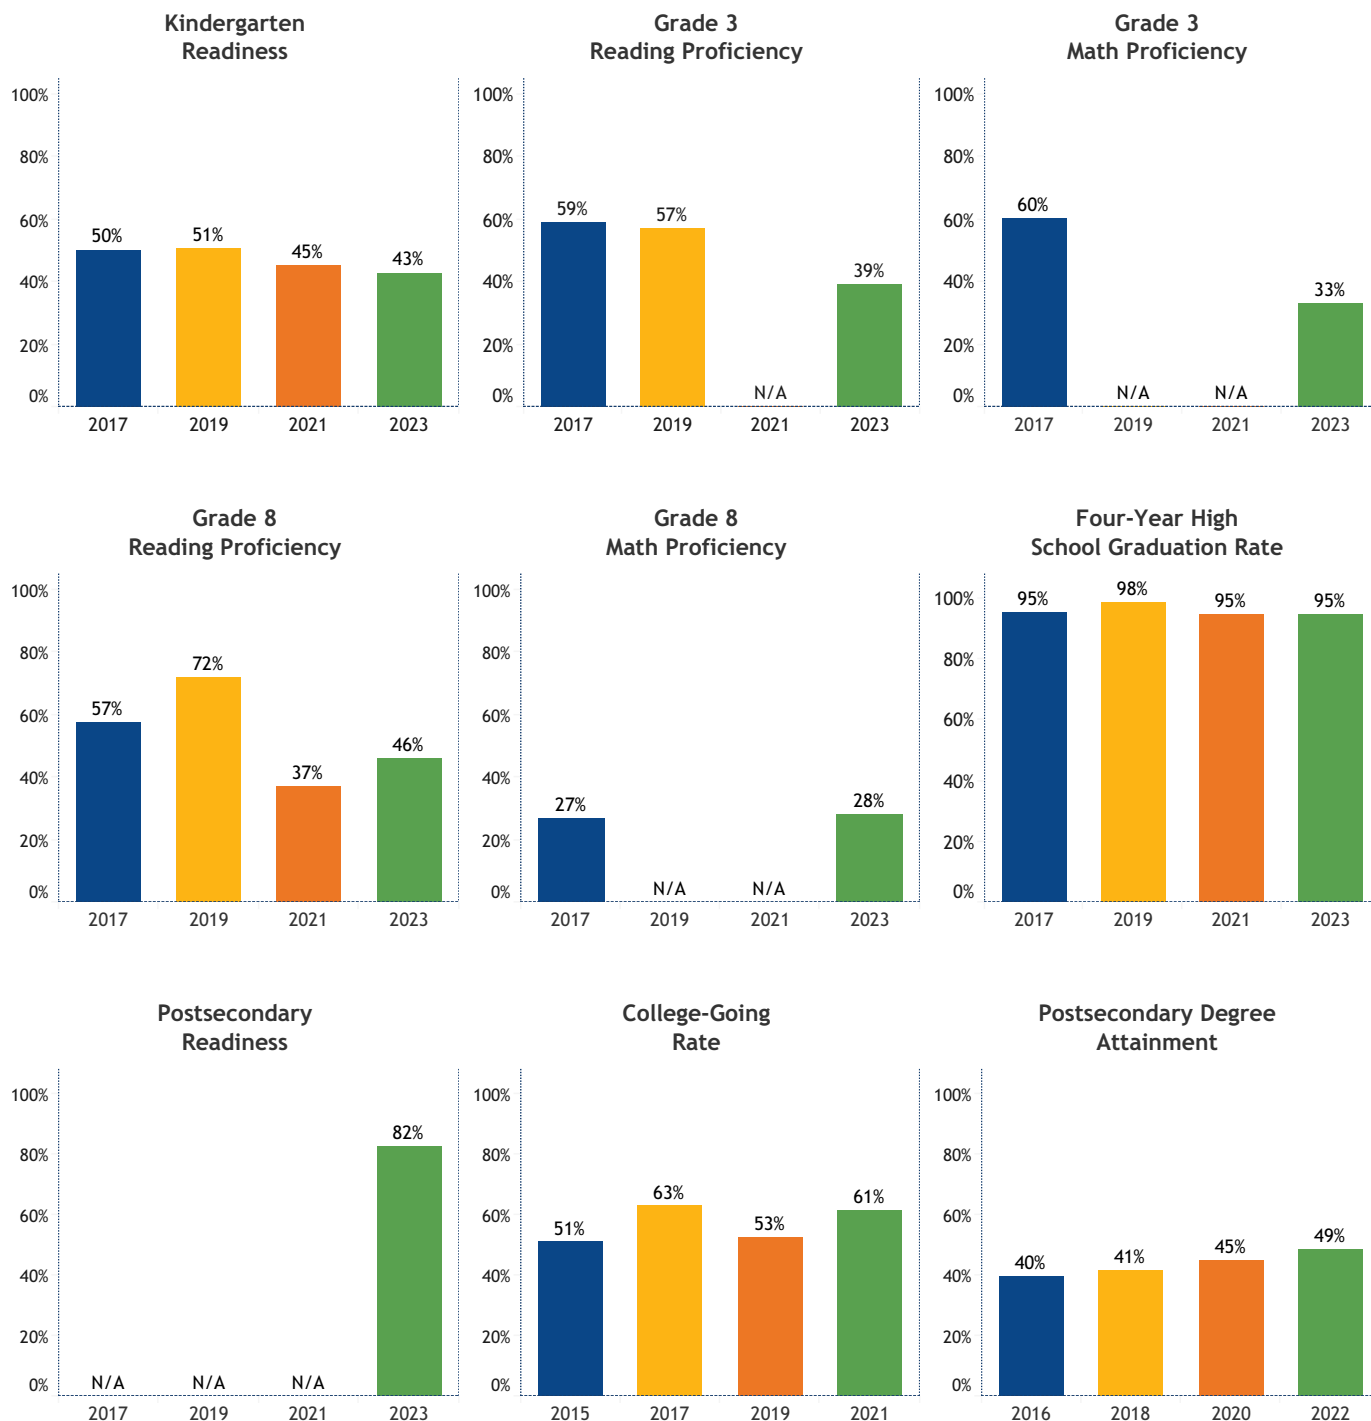 Kindergarten
Readiness
100%
80%
60%
40%
20%
0%
50%
51%
45%
43%
2017 2019 2021 2023
Grade 3
Reading Proficiency
100%
80%
60%
40%
20%
0%
59%
57%
N/A
39%
2017 2019 2021 2023
Grade 3
Math Proficiency
100%
80%
60%
40%
20%
0%
60%
N/A
N/A
33%
2017 2019 2021 2023
Grade 8
Reading Proficiency
100%
80%
60%
40%
20%
0%
57%
72%
37%
46%
2017 2019 2021 2023
Grade 8
Math Proficiency
100%
80%
60%
40%
20%
0%
27%
N/A
N/A
28%
2017 2019 2021 2023
Four-Year High
School Graduation Rate
100%
80%
60%
40%
20%
0%
95%
98%
95%
95%
2017 2019 2021 2023
Postsecondary
Readiness
100%
80%
60%
40%
20%
0%
N/A
N/A
N/A
82%
2017 2019 2021 2023
College-Going
Rate
100%
80%
60%
40%
20%
0%
51%
63%
53%
61%
2015 2017 2019 2021
Postsecondary Degree
Attainment
100%
80%
60%
40%
20%
0%
40%
41%
45%
49%
2016 2018 2020 2022